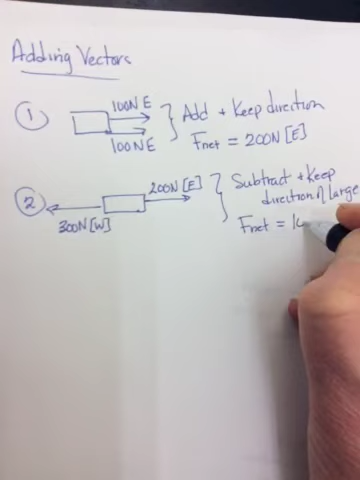 Adding Vectors
1
100N E
100N E
Add + Keep direction
Fnet = 200N [E]
2
200N [E]
300N [W]
Subtract + Keep
direction of large
Fnet = 10